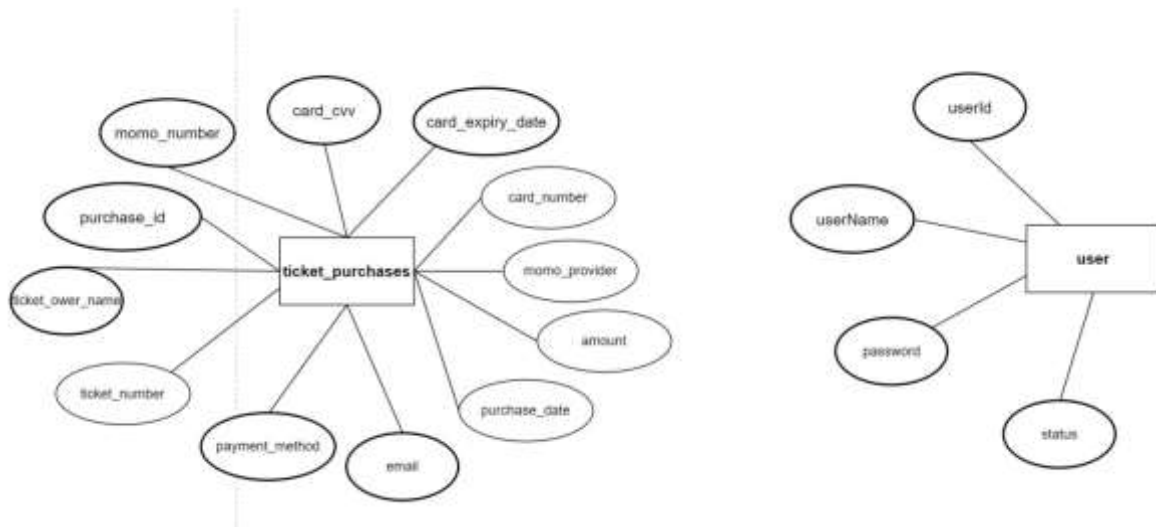 card_cvv
card_expiry_date
momo_number
card_number
purchase_id
ticket_purchases
momo_provider
ticket_ower_name
amount
ticket_number
purchase_date
payment_method
email
userId
userName
user
password
status